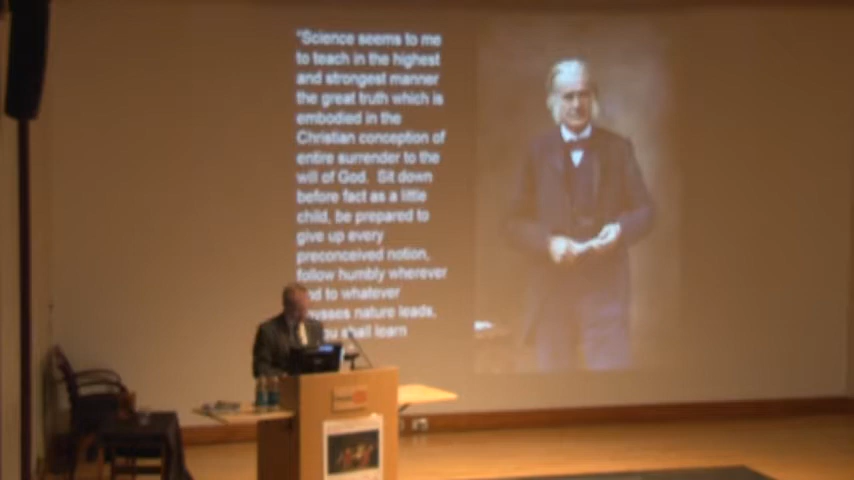 "Science seems to me
to teach in the highest
and strongest manner
the great truth which is
embodied in the
Christian conception of
entire surrender to the
will of God. Sit down
before fact as a little
child, be prepared to
give up every
preconceived notion,
follow humbly wherever
to whatever
nature leads,
shall learn